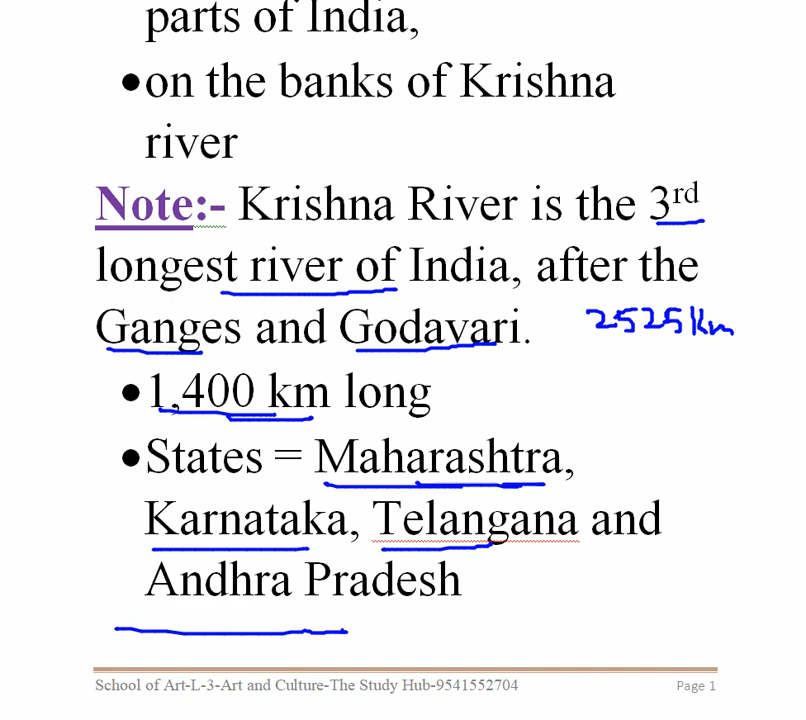 parts of India,
•on the banks of Krishna
river
Note:- Krishna River is the 3rd
longest river of India, after the
Ganges and Godavari. 2525km
•1,400 km long
•States = Maharashtra,
Karnataka, Telangana and
Andhra Pradesh
School of Art-L-3-Art and Culture-The Study Hub-9541552704 Page 1